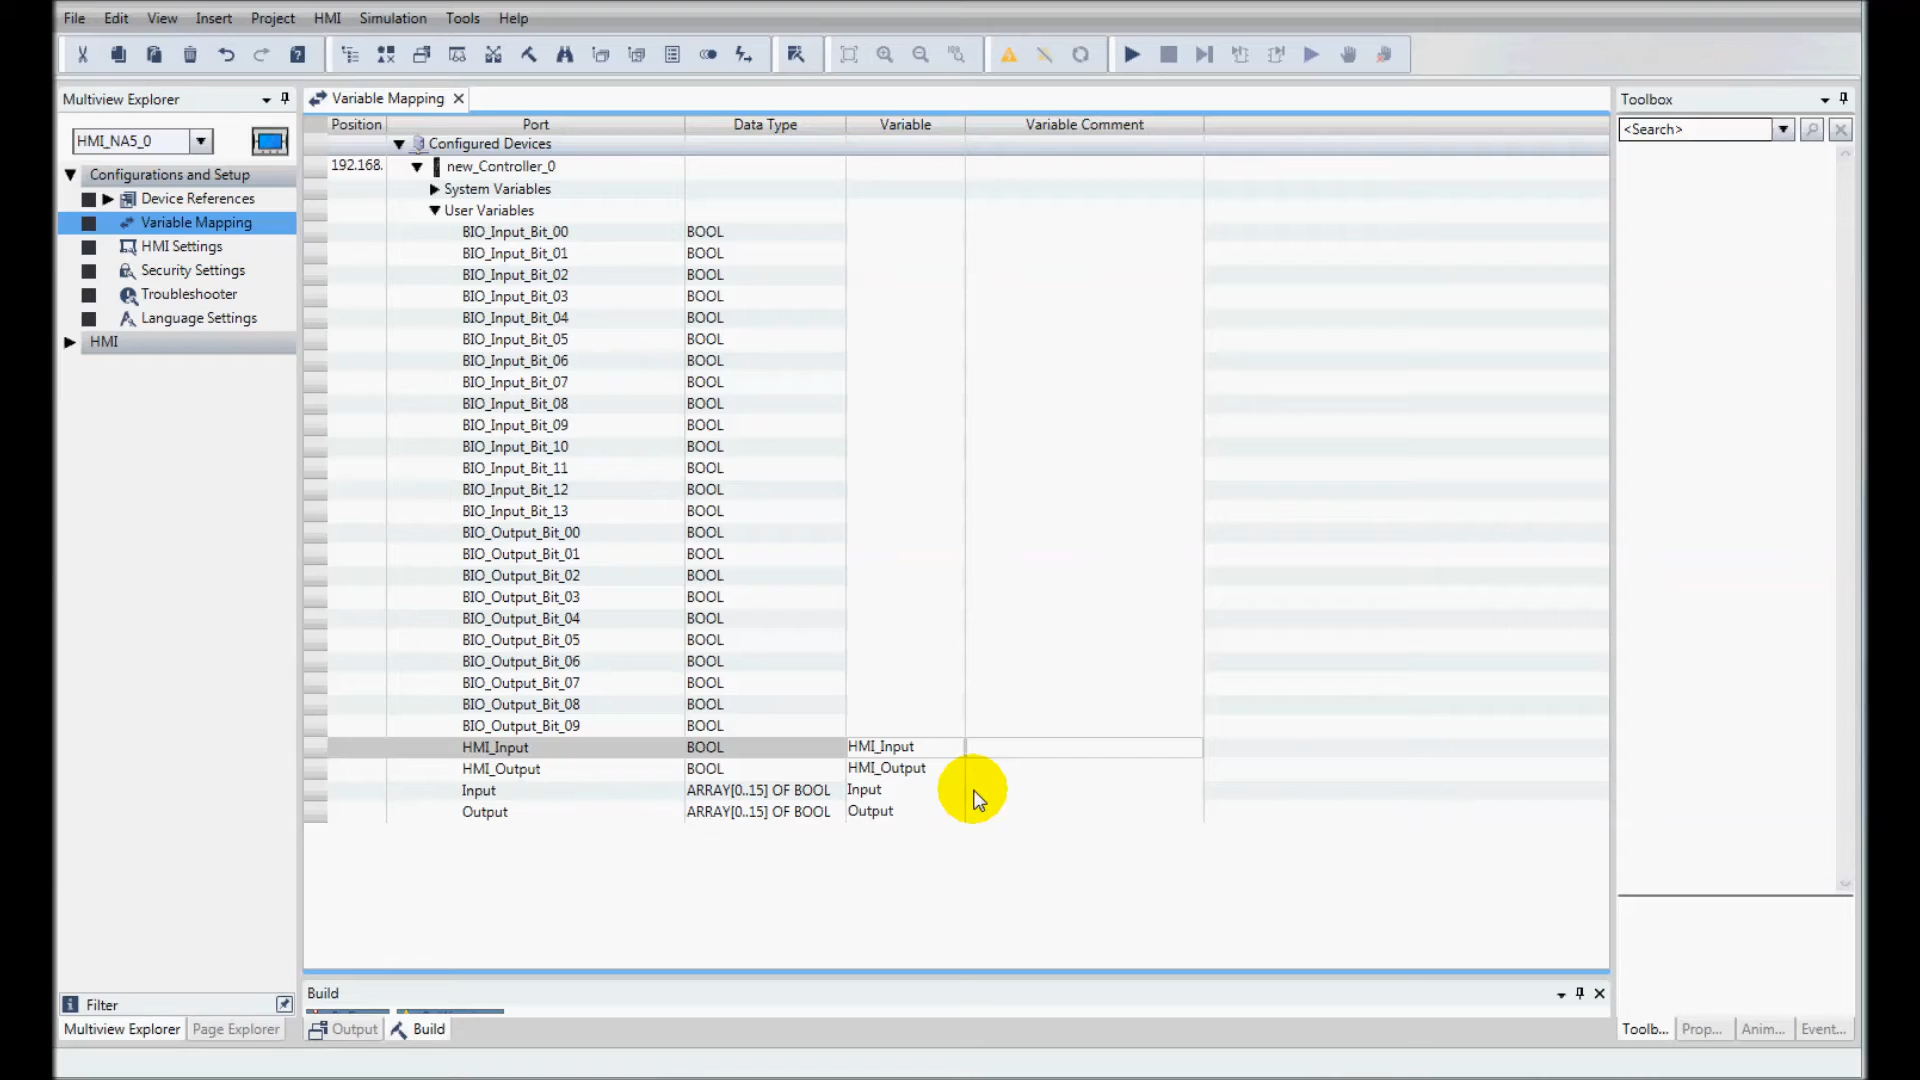 File Edit View Insert Project HMI Simulation Tools Help
Multiview Explorer
HMI_NA5_0
Configurations and Setup
Device References
Variable Mapping
HMI Settings
Security Settings
Troubleshooter
Language Settings
HMI
Filter
Multiview Explorer Page Explorer
Variable Mapping
Position Port Data Type Variable Variable Comment
Configured Devices
192.168. new_Controller_0
System Variables
User Variables
BIO_Input_Bit_00 BOOL
BIO_Input_Bit_01 BOOL
BIO_Input_Bit_02 BOOL
BIO_Input_Bit_03 BOOL
BIO_Input_Bit_04 BOOL
BIO_Input_Bit_05 BOOL
BIO_Input_Bit_06 BOOL
BIO_Input_Bit_07 BOOL
BIO_Input_Bit_08 BOOL
BIO_Input_Bit_09 BOOL
BIO_Input_Bit_10 BOOL
BIO_Input_Bit_11 BOOL
BIO_Input_Bit_12 BOOL
BIO_Input_Bit_13 BOOL
BIO_Output_Bit_00 BOOL
BIO_Output_Bit_01 BOOL
BIO_Output_Bit_02 BOOL
BIO_Output_Bit_03 BOOL
BIO_Output_Bit_04 BOOL
BIO_Output_Bit_05 BOOL
BIO_Output_Bit_06 BOOL
BIO_Output_Bit_07 BOOL
BIO_Output_Bit_08 BOOL
BIO_Output_Bit_09 BOOL
HMI_Input BOOL HMI_Input
HMI_Output BOOL HMI_Output
Input ARRAY[0..15] OF BOOL Input
Output ARRAY[0..15] OF BOOL Output
Build
Output Build
Toolbox
<Search>
Toolb... Prop... Anim... Event...